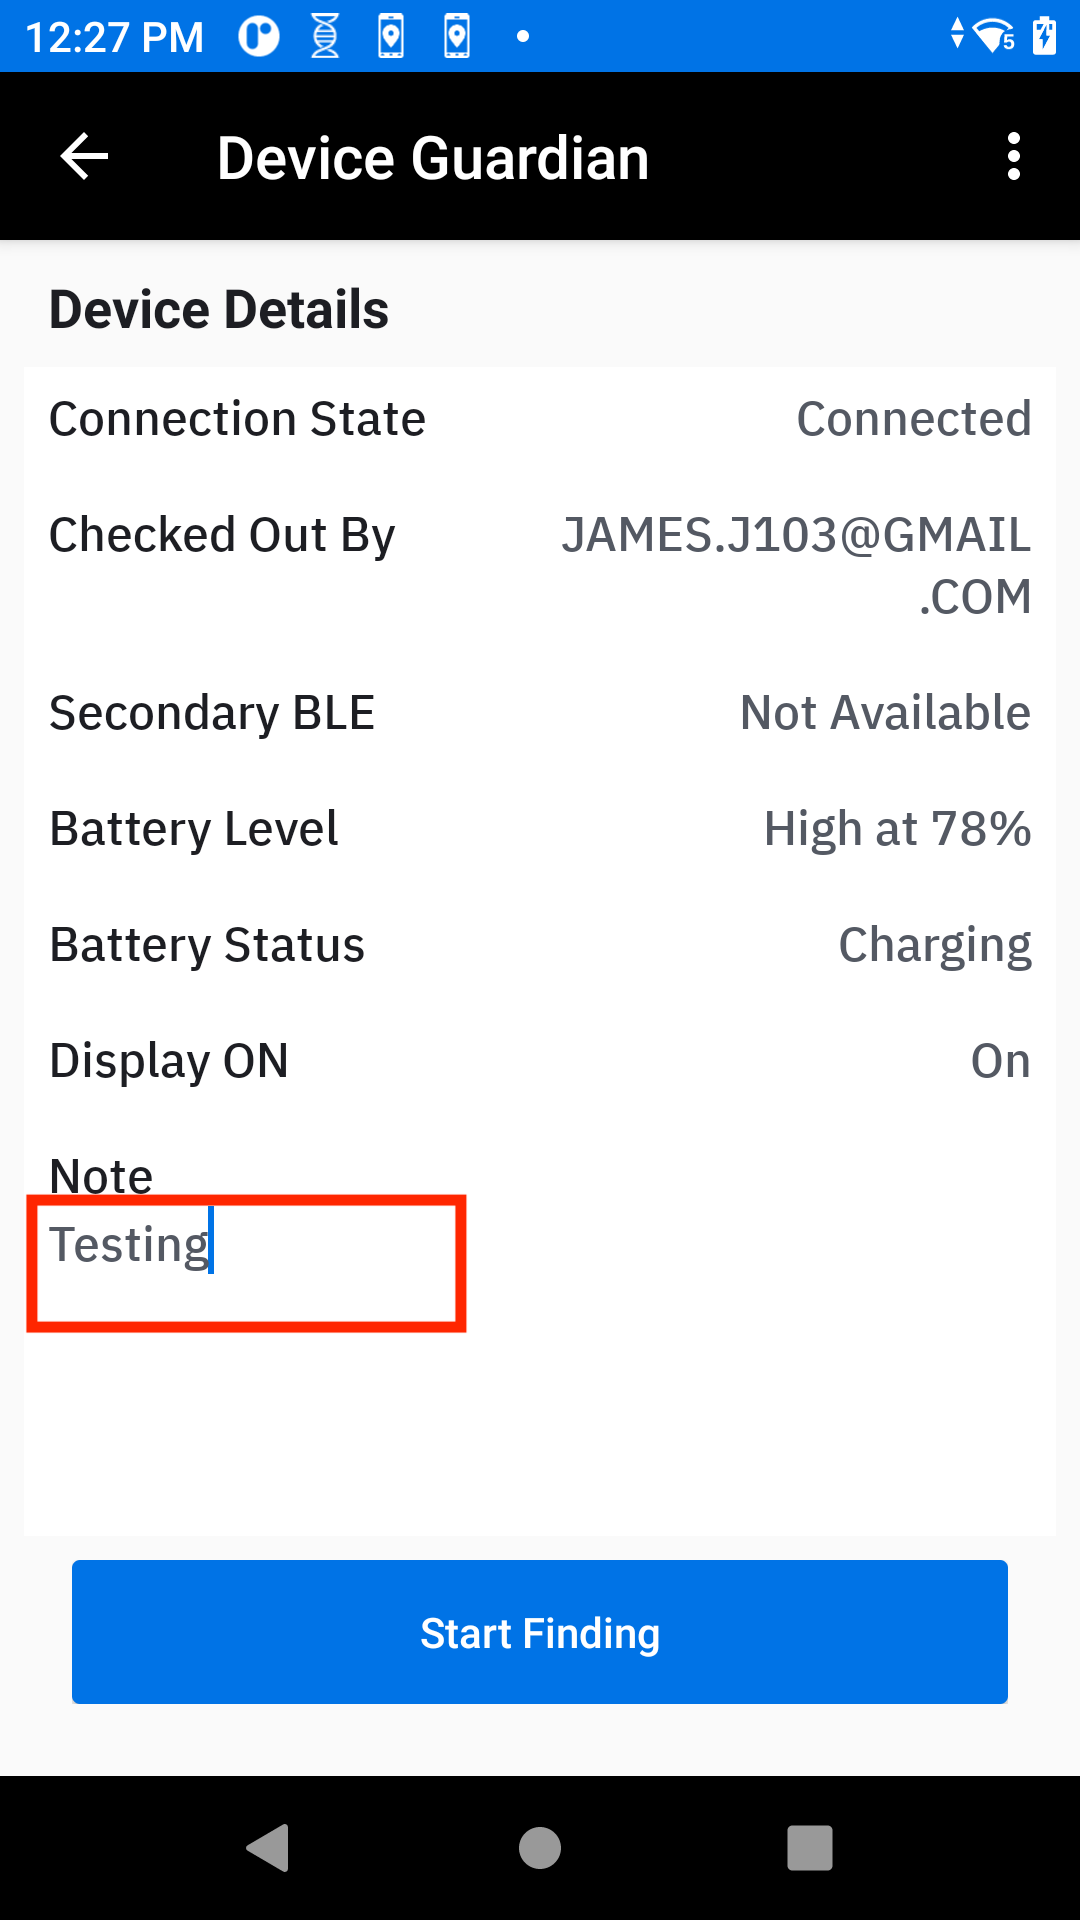 12:27 PM
5
Device Guardian
Device Details
Connection State Connected
Checked Out By JAMES.J103@GMAIL
.COM
Secondary BLE Not Available
Battery Level High at 78%
Battery Status Charging
Display ON On
Note
Testing
Start Finding